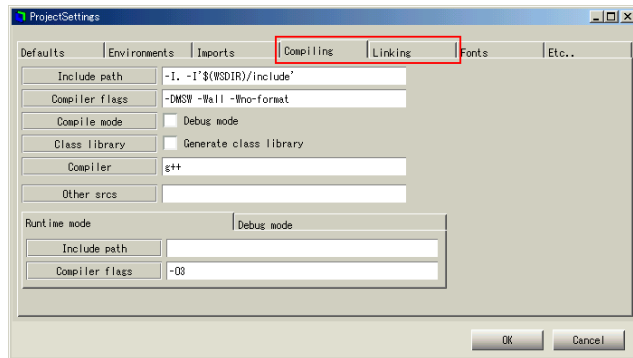 ProjectSettings
Defaults Environments Imports Compiling Linking Fonts Etc..
Include path -I. -I'$(WSDIR)/include'
Compiler flags -DMSW -Wall -Wno-format
Compile mode Debug mode
Class library Generate class library
Compiler g++
Other srcs
Runtime mode Debug mode
Include path
Compiler flags -O3
OK Cancel